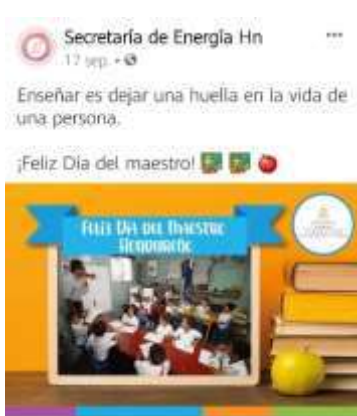 Secretaría de Energía Hn
17 sep.
Enseñar es dejar una huella en la vida de
una persona.
¡Feliz Día del maestro!
FELIZ DÍA DEL MAESTRO
HONDUREÑO